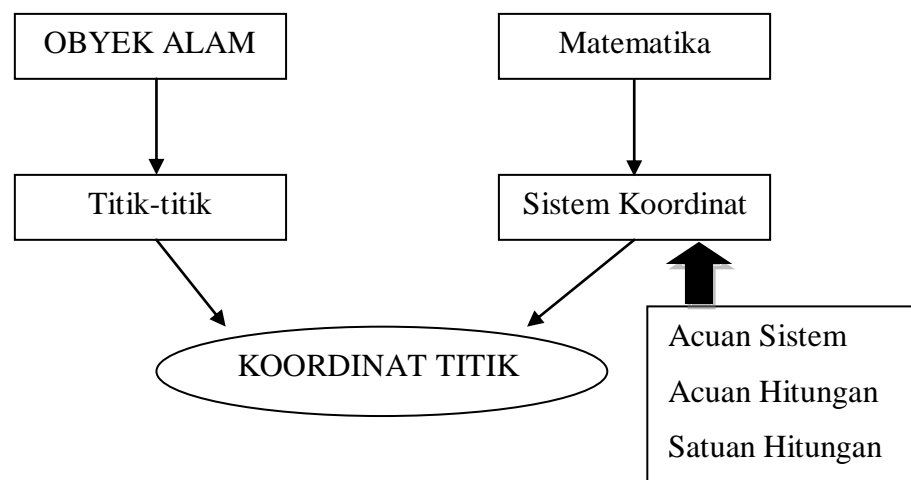 OBYEK ALAM
Matematika
Titik-titik
Sistem Koordinat
KOORDINAT TITIK
Acuan Sistem
Acuan Hitungan
Satuan Hitungan